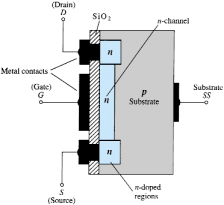 (Drain)
D
SiO2
n-channel
n
Metal contacts
(Gate)
G
n
p
Substrate
Substrate
SS
n
S
(Source)
n-doped
regions